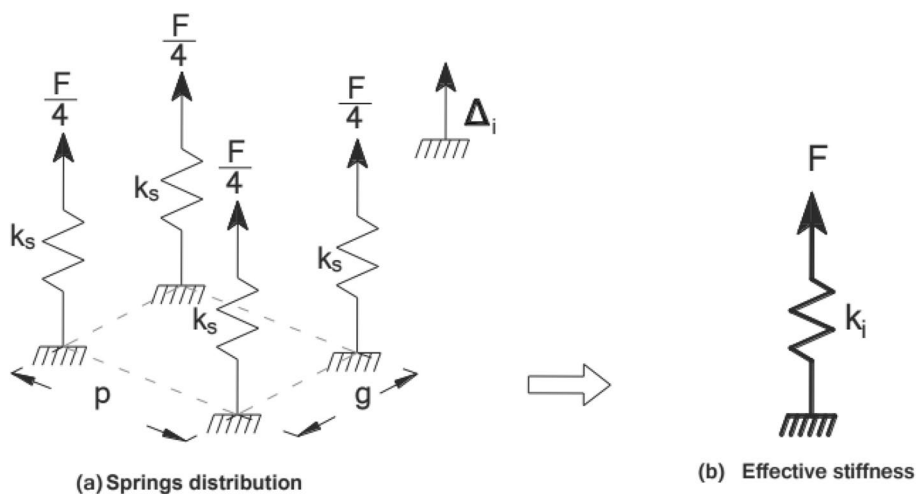 F
4
F
4
F
4
F
4
Δi
ks
ks
ks
ks
p
g
(a) Springs distribution
F
ki
(b) Effective stiffness